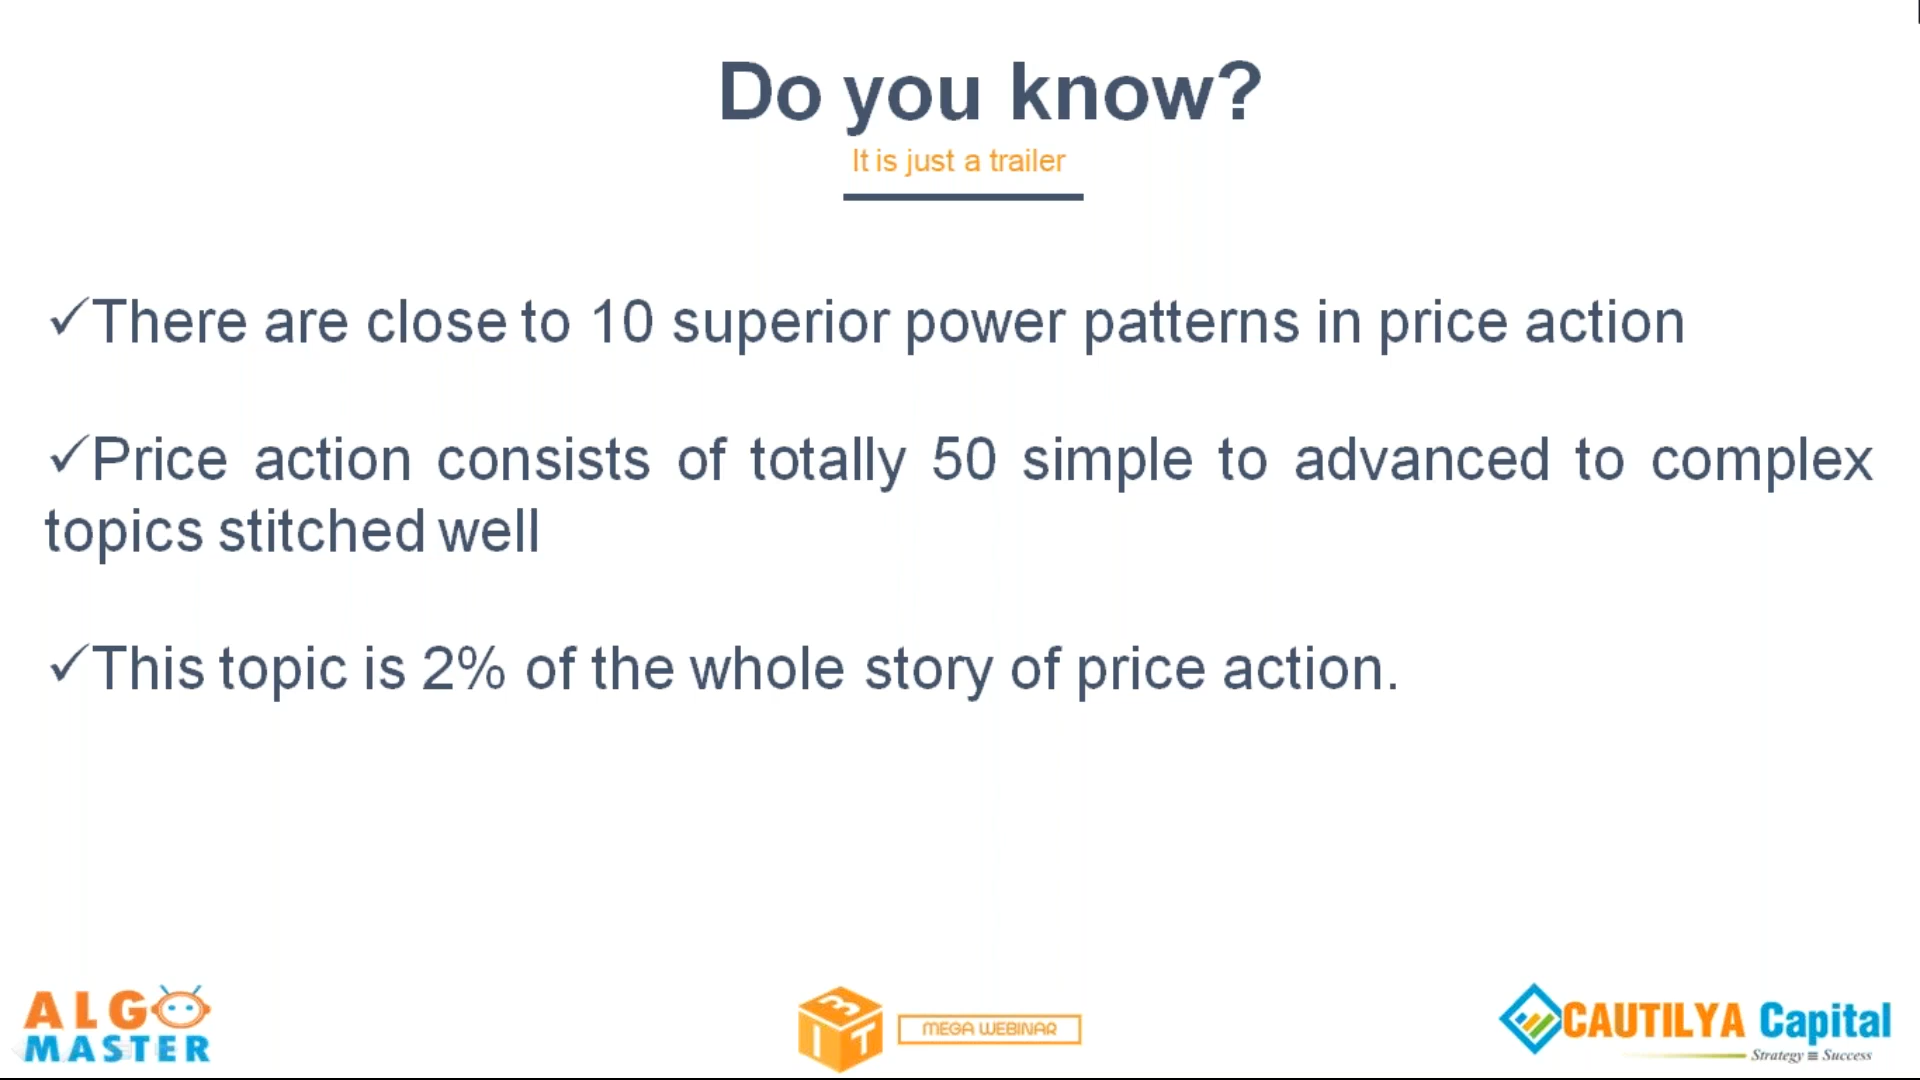 Do you know?
It is just a trailer
✓There are close to 10 superior power patterns in price action
✓Price action consists of totally 50 simple to advanced to complex
topics stitched well
✓This topic is 2% of the whole story of price action.
ALGO
MASTER
3
IT
MEGA WEBINAR
CAUTILYA Capital
Strategy ≡ Success